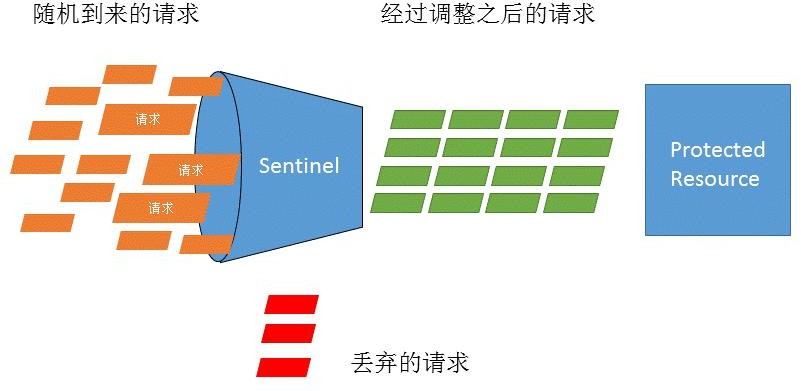 随机到来的请求
经过调整之后的请求
请求
请求
请求
Sentinel
Protected
Resource
丢弃的请求